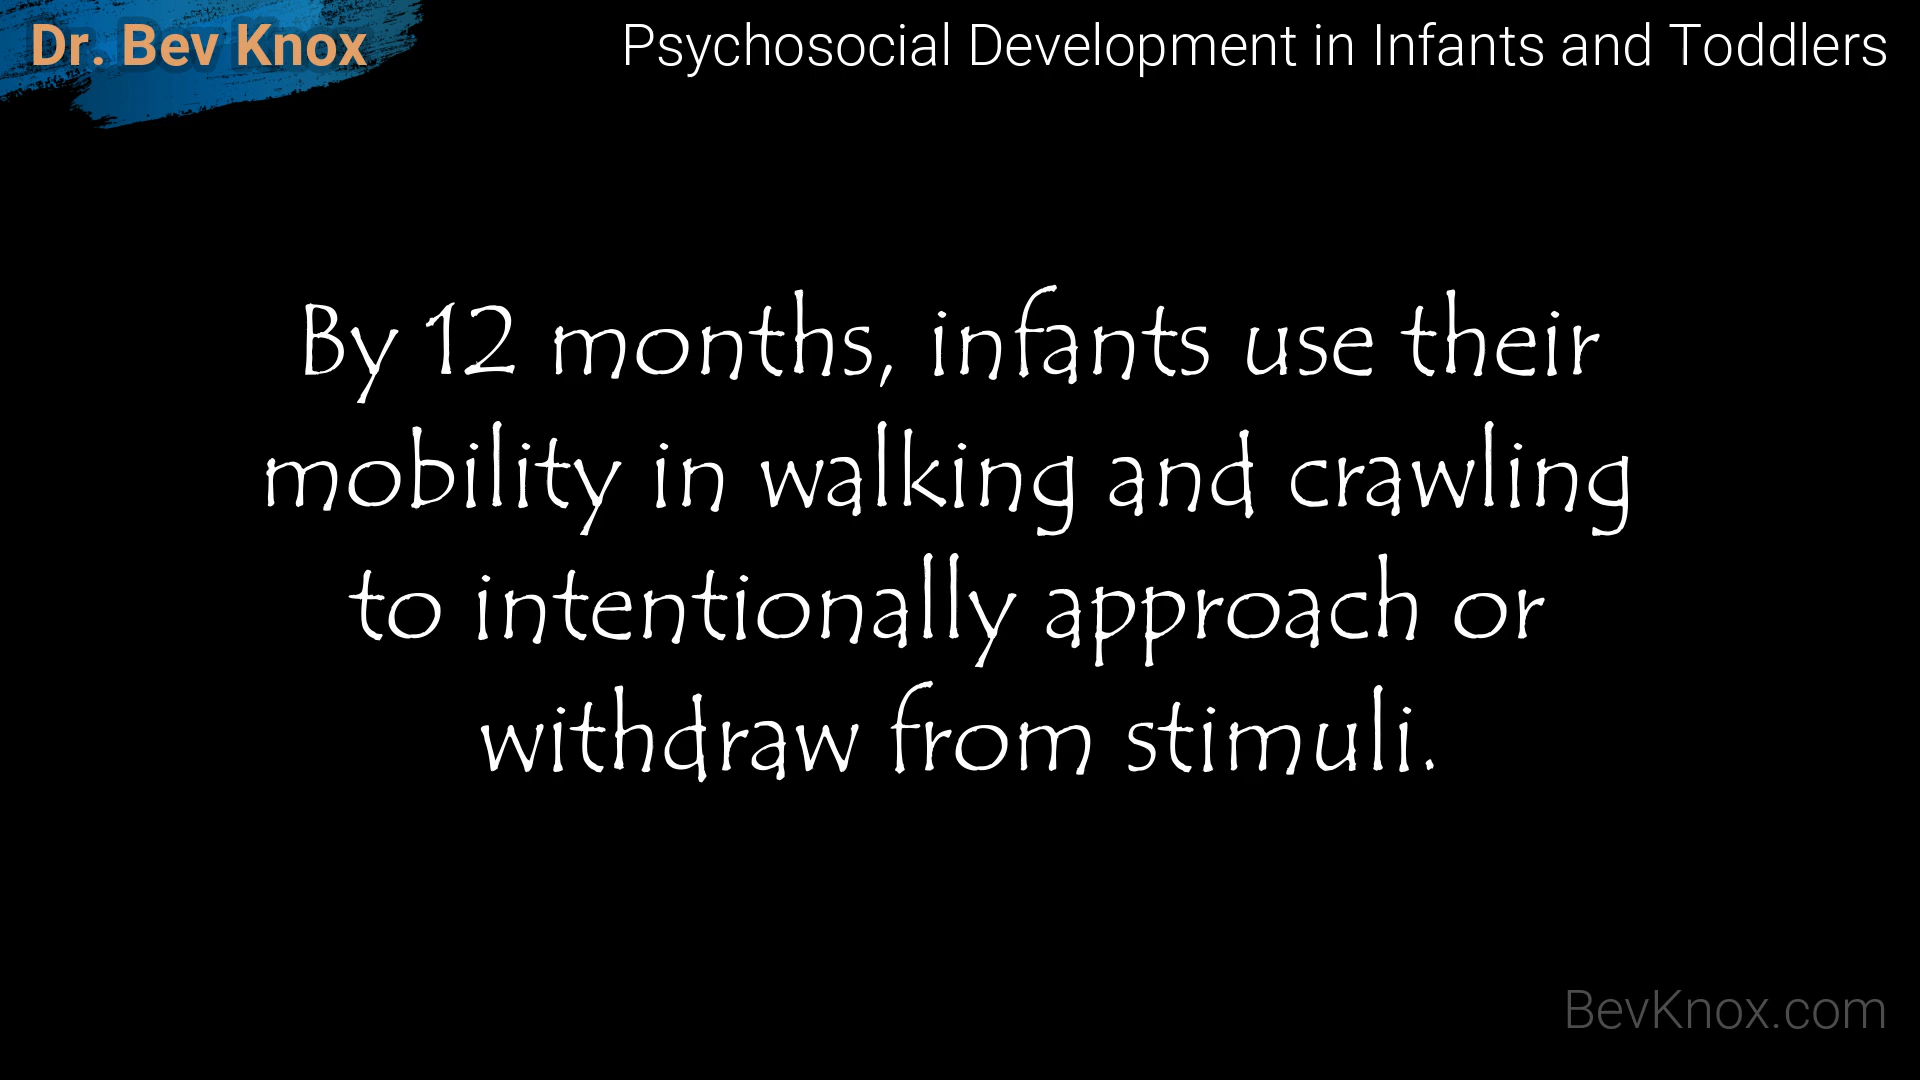 Dr. Bev Knox
Psychosocial Development in Infants and Toddlers
By 12 months, infants use their
mobility in walking and crawling
to intentionally approach or
withdraw from stimuli.
BevKnox.com